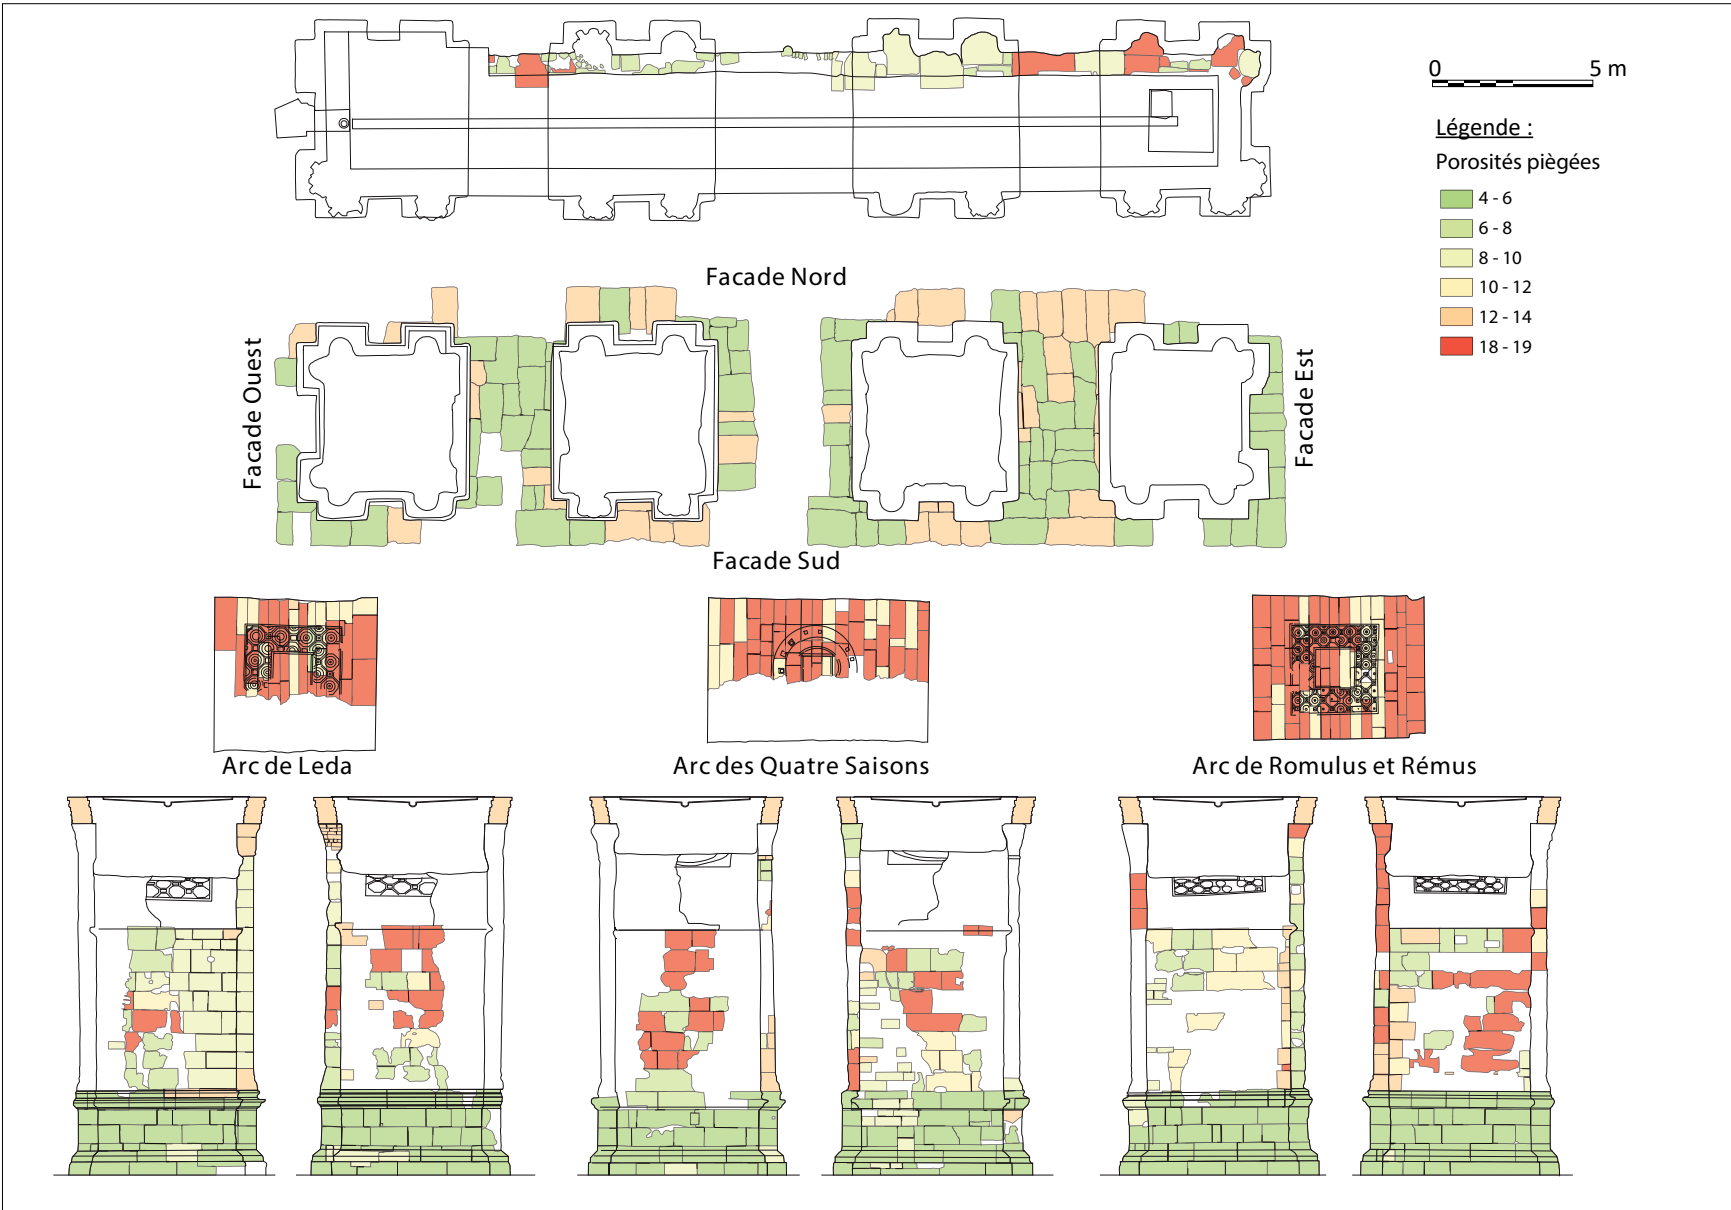 0 5 m
Légende :
Porosités piègées
4 - 6
6 - 8
8 - 10
10 - 12
12 - 14
18 - 19
Facade Nord
Facade Ouest
Facade Est
Facade Sud
Arc de Leda
Arc des Quatre Saisons
Arc de Romulus et Rémus